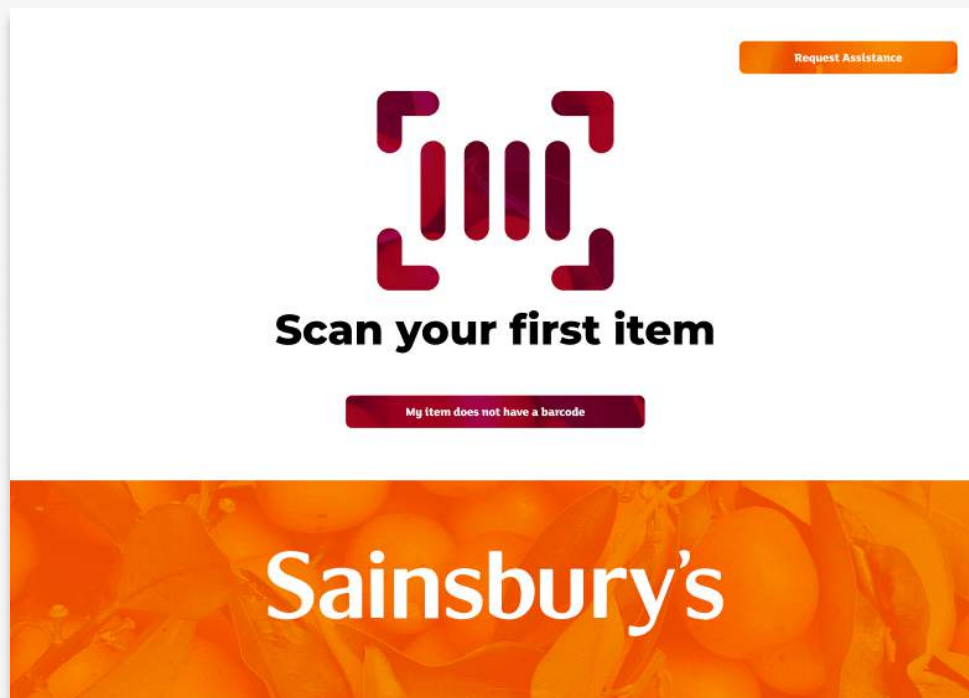 Request Assistance
Scan your first item
My item does not have a barcode
Sainsbury's